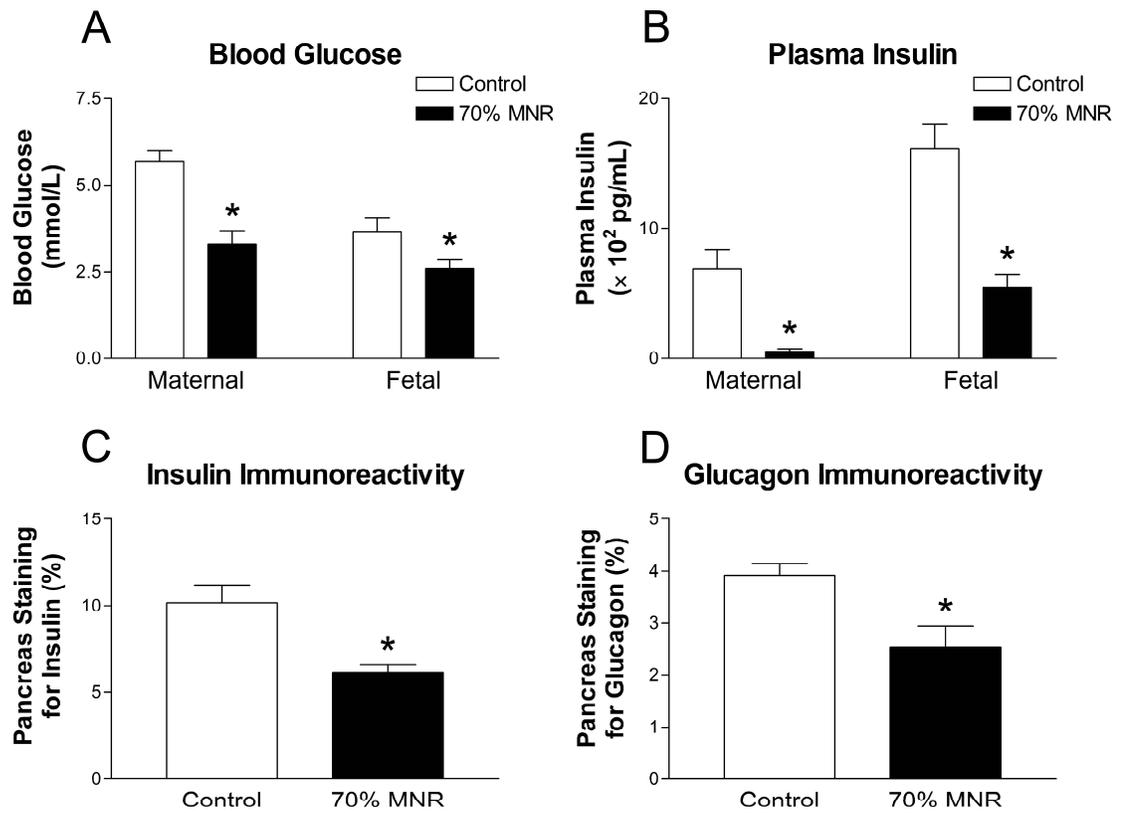 A
Blood Glucose
Control
70% MNR
Blood Glucose
(mmol/L)
7.5
5.0
2.5
0.0
*
*
Maternal
Fetal
B
Plasma Insulin
Control
70% MNR
Plasma Insulin
(× 10² pg/mL)
20
10
0
*
*
Maternal
Fetal
C
Insulin Immunoreactivity
Pancreas Staining
for Insulin (%)
15
10
5
0
*
Control
70% MNR
D
Glucagon Immunoreactivity
Pancreas Staining
for Glucagon (%)
5
4
3
2
1
0
*
Control
70% MNR